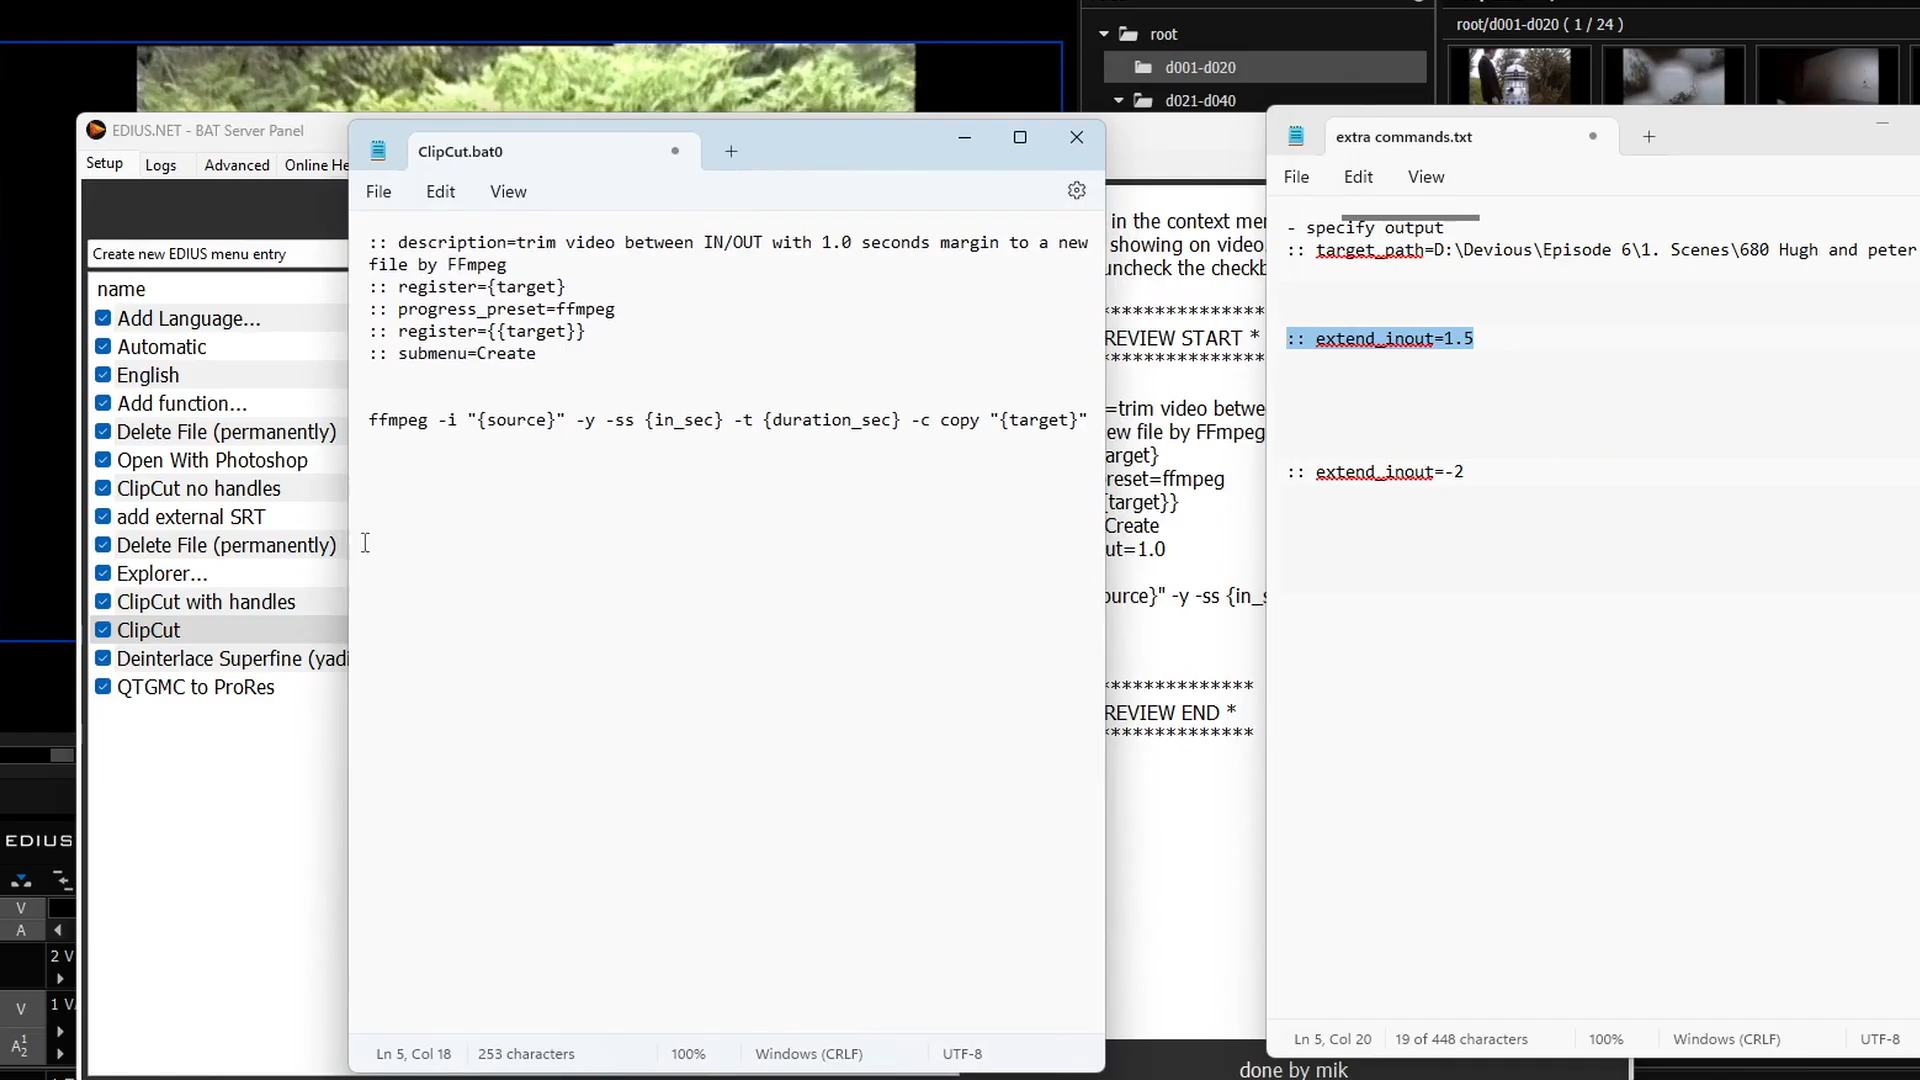 root
root/d001-d020 ( 1 / 24 )
d001-d020
d021-d040
EDIUS.NET - BAT Server Panel
Setup
Logs
Advanced
Online He
Create new EDIUS menu entry
name
Add Language...
Automatic
English
Add function...
Delete File (permanently)
Open With Photoshop
ClipCut no handles
add external SRT
Delete File (permanently)
Explorer...
ClipCut with handles
ClipCut
Deinterlace Superfine (yadi
QTGMC to ProRes
ClipCut.bat0
File
Edit
View
:: description=trim video between IN/OUT with 1.0 seconds margin to a new
file by FFmpeg
:: register={target}
:: progress_preset=ffmpeg
:: register={{target}}
:: submenu=Create
ffmpeg -i "{source}" -y -ss {in_sec} -t {duration_sec} -c copy "{target}"
Ln 5, Col 18
253 characters
100%
Windows (CRLF)
UTF-8
in the context mer
showing on video.
uncheck the checkb
*************
REVIEW START *
*************
=trim video betwee
ew file by FFmpeg
arget}
reset=ffmpeg
{target}}
Create
ut=1.0
ource}" -y -ss {in_s
*************
REVIEW END *
*************
extra commands.txt
File
Edit
View
- specify output
:: target_path=D:\Devious\Episode 6\1. Scenes\680 Hugh and peter
:: extend_inout=1.5
:: extend_inout=-2
Ln 5, Col 20
19 of 448 characters
100%
Windows (CRLF)
UTF-8
EDIUS
V
A
2 V
V
1 V
A
done by mik